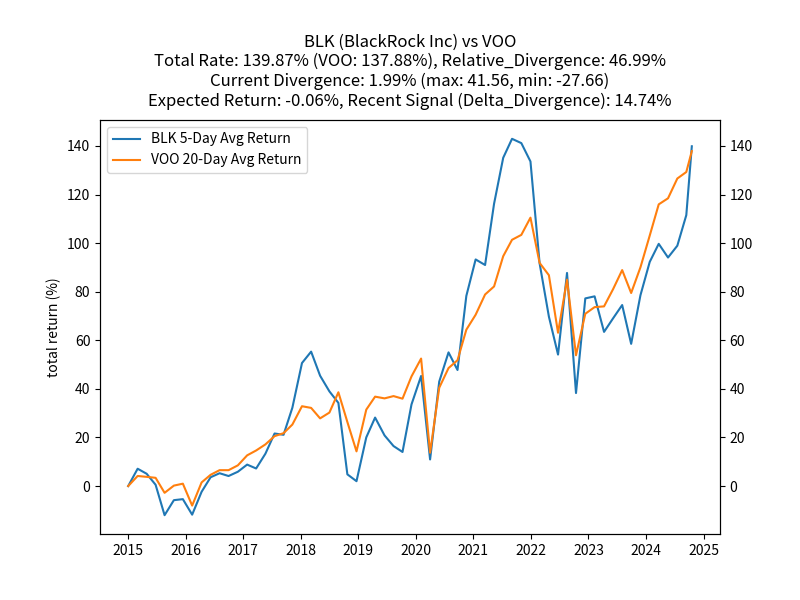 BLK (BlackRock Inc) vs VOO
Total Rate: 139.87% (VOO: 137.88%), Relative_Divergence: 46.99%
Current Divergence: 1.99% (max: 41.56, min: -27.66)
Expected Return: -0.06%, Recent Signal (Delta_Divergence): 14.74%
BLK 5-Day Avg Return
VOO 20-Day Avg Return
total return (%)
140 140
120 120
100 100
80 80
60 60
40 40
20 20
0 0
2015 2016 2017 2018 2019 2020 2021 2022 2023 2024 2025